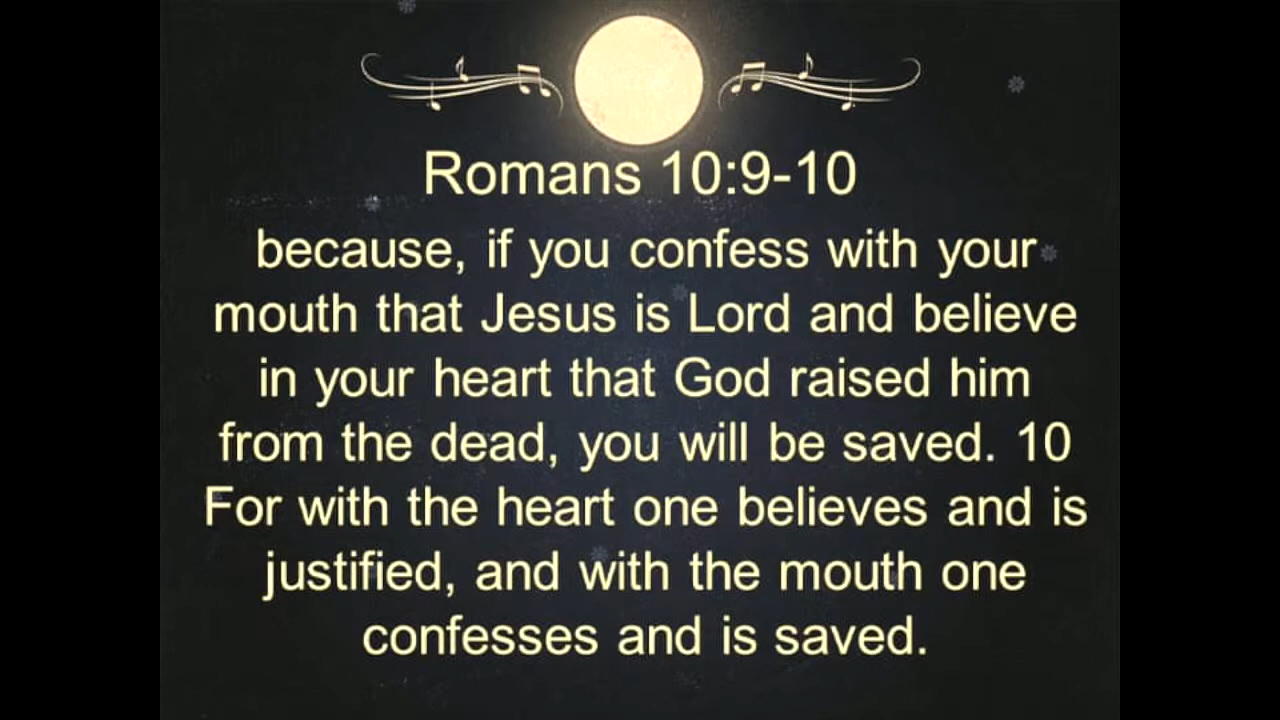 Romans 10:9-10
because, if you confess with your
mouth that Jesus is Lord and believe
in your heart that God raised him
from the dead, you will be saved. 10
For with the heart one believes and is
justified, and with the mouth one
confesses and is saved.